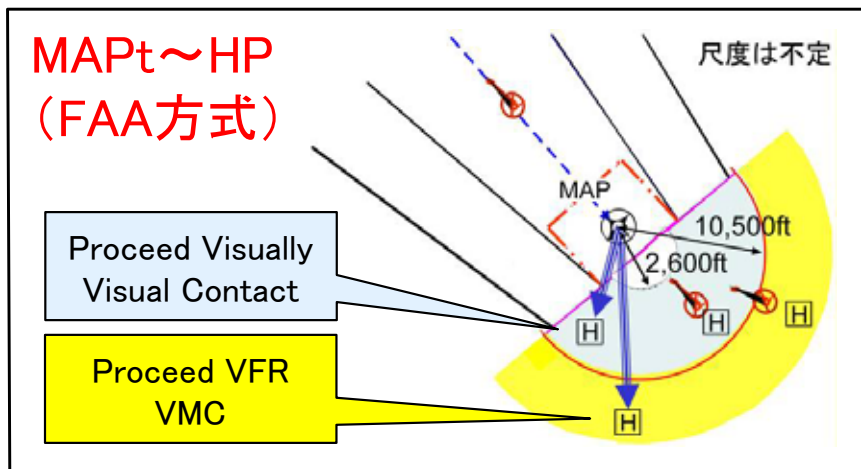 MAPt～HP
（FAA方式）
尺度は不定
MAP
10,500ft
2,600ft
Proceed Visually
Visual Contact
H
H
H
Proceed VFR
VMC
H